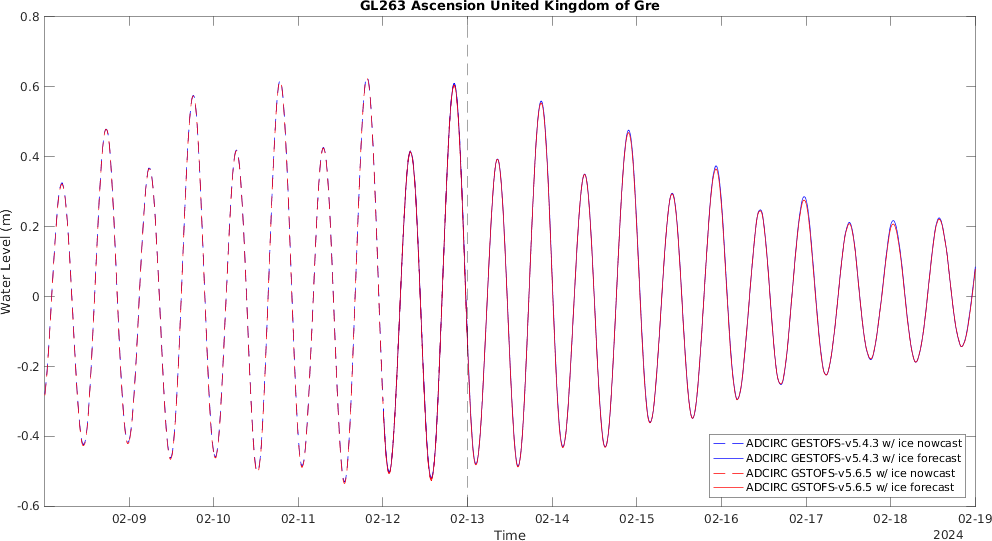 GL263 Ascension United Kingdom of Gre
0.8
0.6
0.4
0.2
0
-0.2
-0.4
-0.6
Water Level (m)
ADCIRC GESTOFS-v5.4.3 w/ ice nowcast
ADCIRC GESTOFS-v5.4.3 w/ ice forecast
ADCIRC GSTOFS-v5.6.5 w/ ice nowcast
ADCIRC GSTOFS-v5.6.5 w/ ice forecast
02-09 02-10 02-11 02-12 02-13 02-14 02-15 02-16 02-17 02-18 02-19
Time
2024